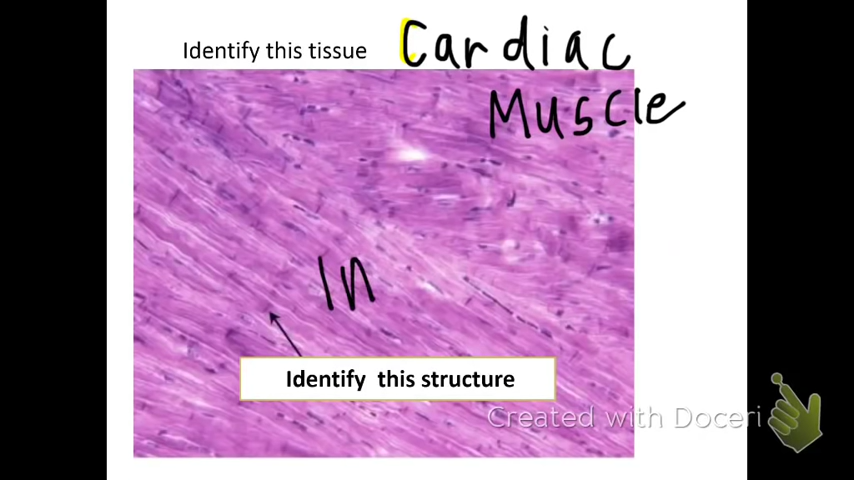 Identify this tissue Cardiac
Muscle
In
Identify this structure
Created with Doceri